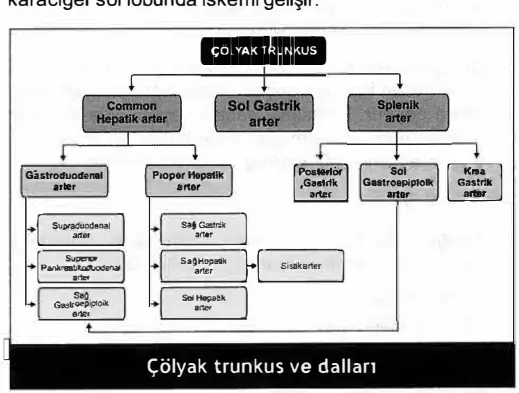 karaciğer sol lobunda iskemi gelişir.
ÇÖLYAK TRUNKUS
Common
Hepatik arter
Sol Gastrik
arter
Splenik
arter
Gastroduodenal
arter
Proper Hepatik
arter
Posterior
Gastrik
arter
Sol
Gastroepiploik
arter
Kısa
Gastrik
arter
Supraduodenal
arter
Superior
Pankreatikoduodenal
arter
Sağ
Gastroepiploik
arter
Sağ Gastrik
arter
Sağ Hepatik
arter
Sol Hepatik
arter
Sistik arter
Çölyak trunkus ve dalları